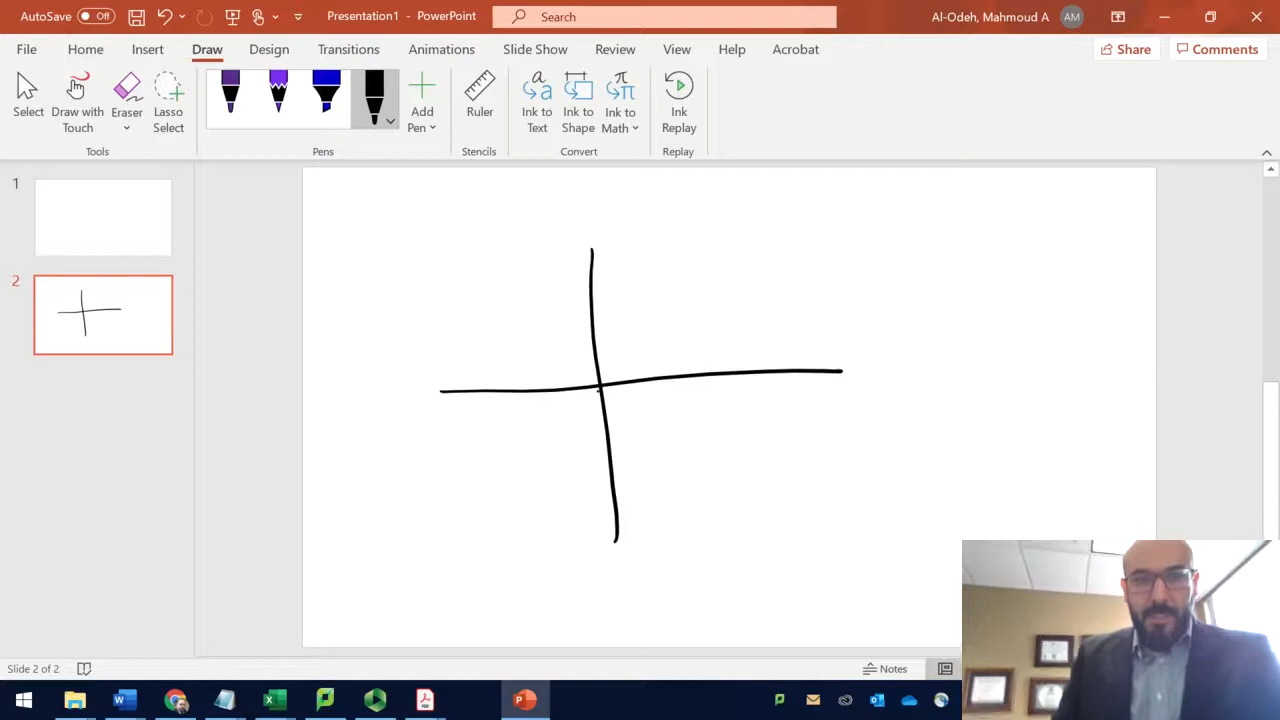 AutoSave Off Presentation1 - PowerPoint Search Al-Odeh, Mahmoud A AM
File Home Insert Draw Design Transitions Animations Slide Show Review View Help Acrobat Share Comments
Select Draw with Touch Eraser Lasso Select Add Pen Ruler Ink to Text Ink to Shape Ink to Math Ink Replay
Tools Pens Stencils Convert Replay
1
2
Slide 2 of 2 Notes